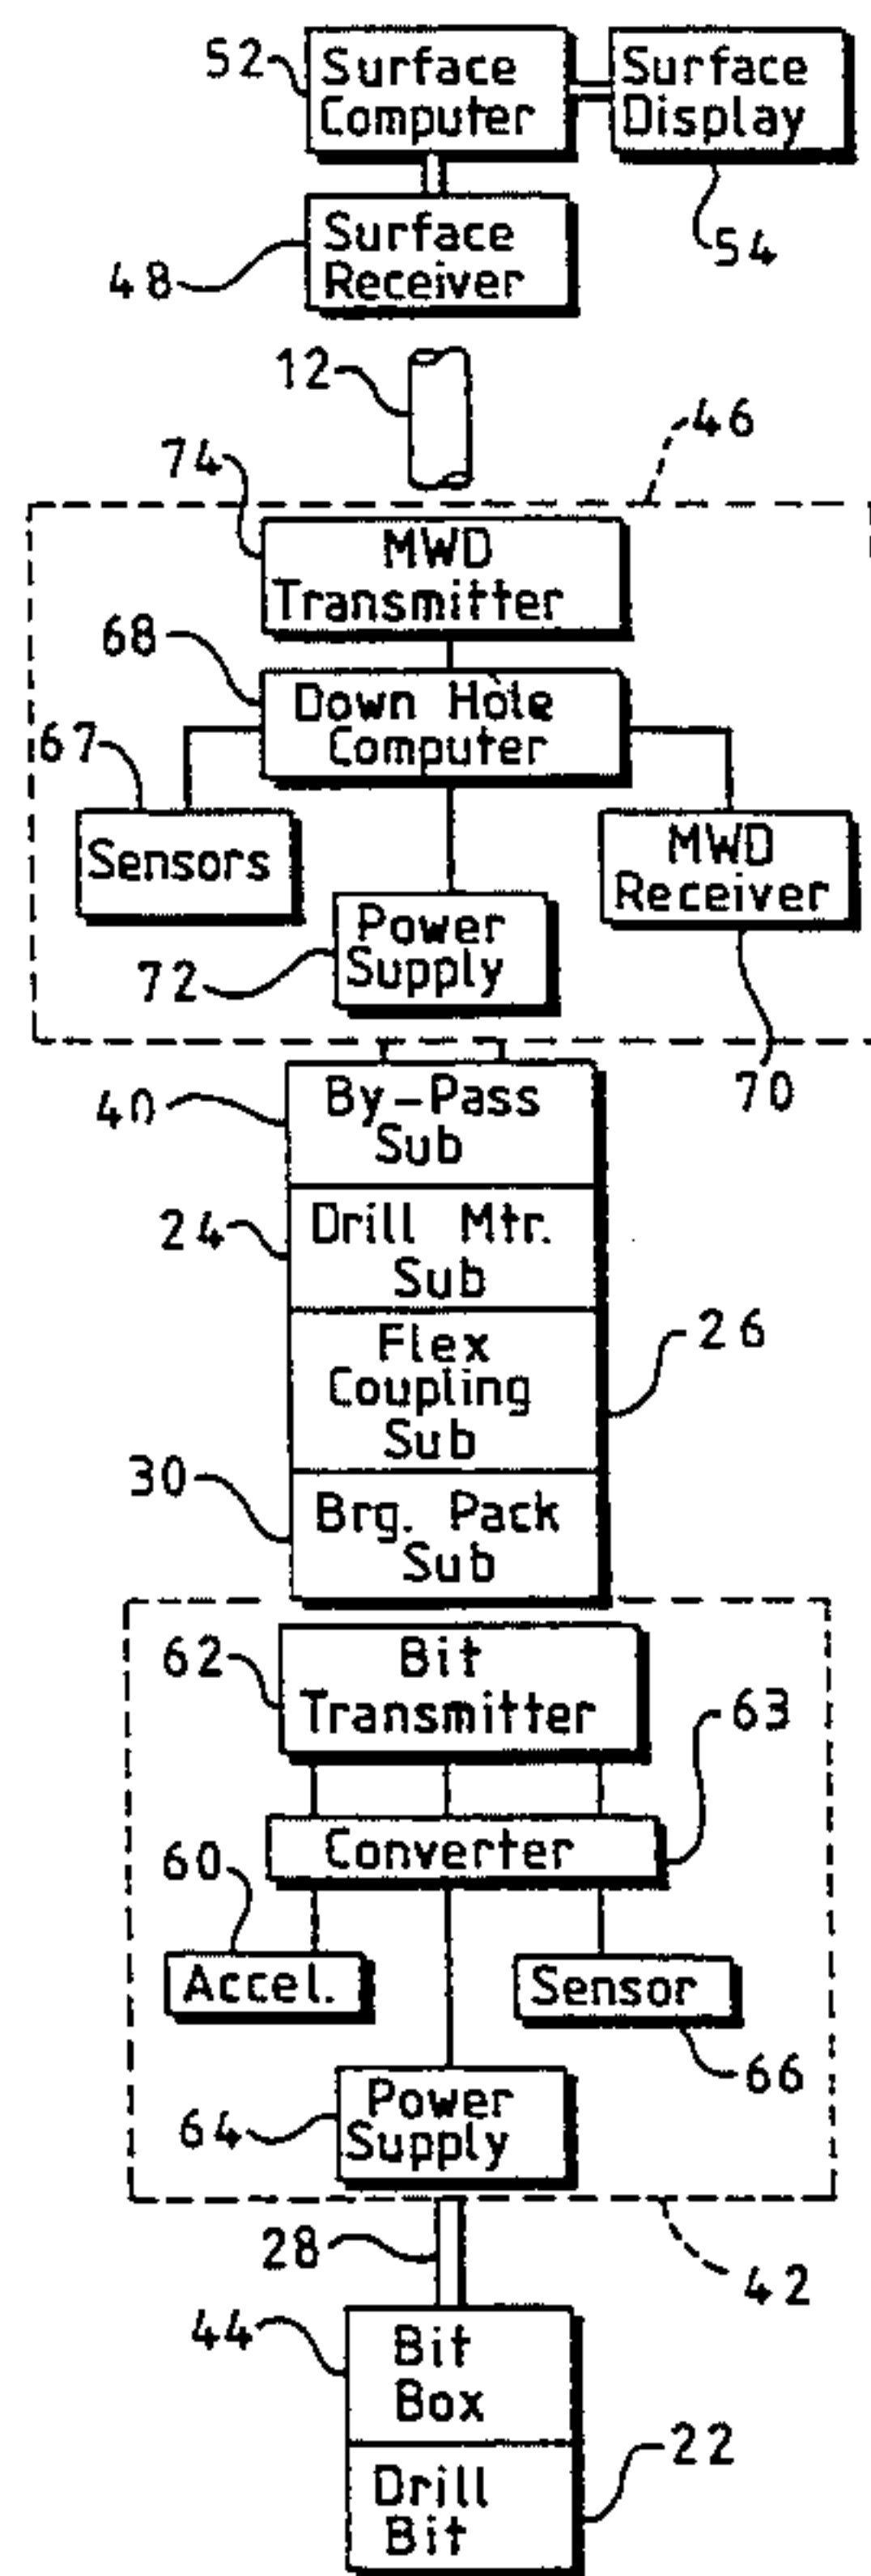 52
Surface
Computer
Surface
Display
54
48
Surface
Receiver
12
46
74
MWD
Transmitter
68
Down Hole
Computer
67
Sensors
MWD
Receiver
72
Power
Supply
70
40
By-Pass
Sub
24
Drill Mtr.
Sub
Flex
Coupling
Sub
26
30
Brg. Pack
Sub
62
Bit
Transmitter
63
Converter
60
Accel.
Sensor
66
64
Power
Supply
28
42
44
Bit
Box
Drill
Bit
22